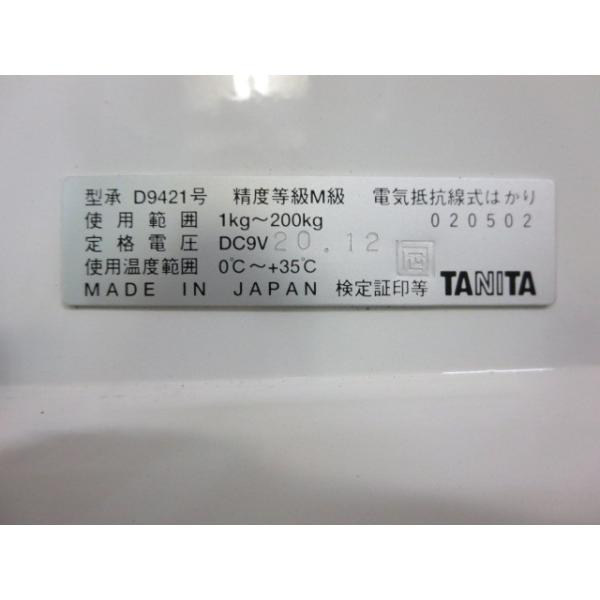 型承 D9421号 精度等級M級 電気抵抗線式はかり
使用範囲 1kg～200kg 020502
定格電圧 DC9V 20.12
使用温度範囲 0℃～+35℃
MADE IN JAPAN 検定証印等 TANITA